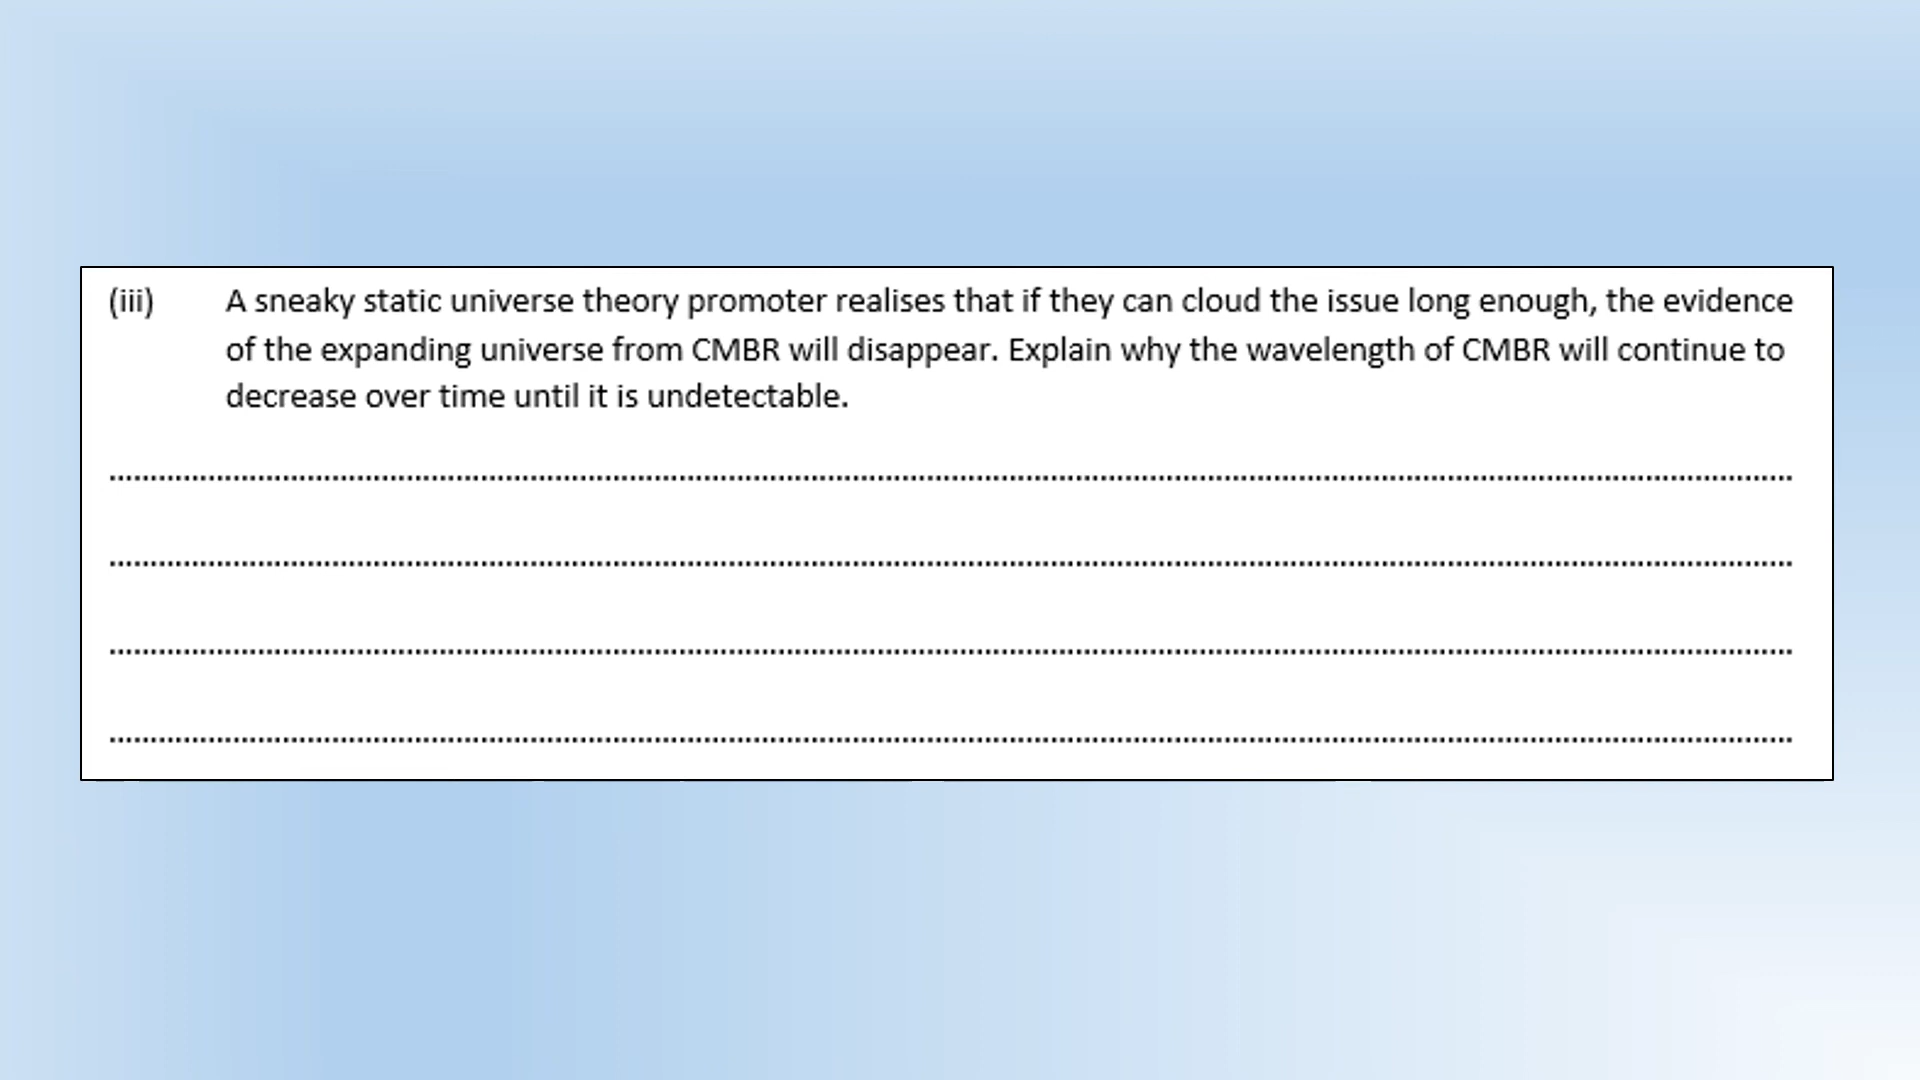 (iii) A sneaky static universe theory promoter realises that if they can cloud the issue long enough, the evidence
of the expanding universe from CMBR will disappear. Explain why the wavelength of CMBR will continue to
decrease over time until it is undetectable.